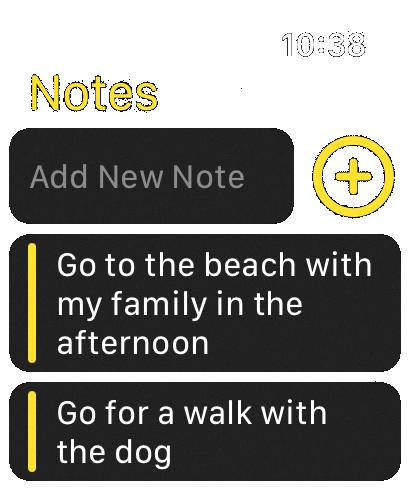 10:38
Notes
Add New Note
Go to the beach with
my family in the
afternoon
Go for a walk with
the dog